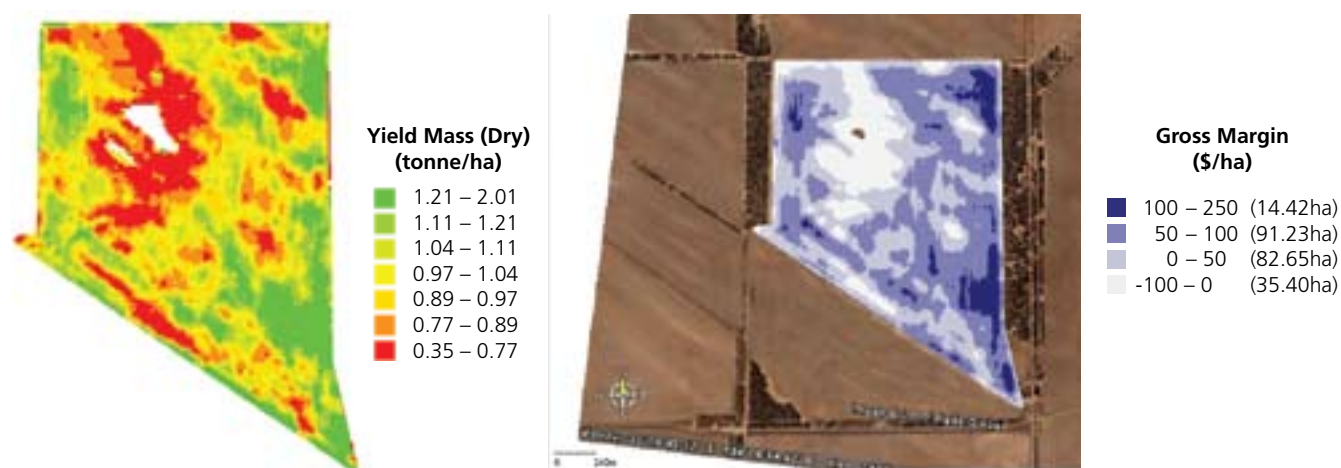 Yield Mass (Dry)
(tonne/ha)
1.21 – 2.01
1.11 – 1.21
1.04 – 1.11
0.97 – 1.04
0.89 – 0.97
0.77 – 0.89
0.35 – 0.77
0
Gross Margin
($/ha)
100 – 250 (14.42ha)
50 – 100 (91.23ha)
0 – 50 (82.65ha)
-100 – 0 (35.40ha)